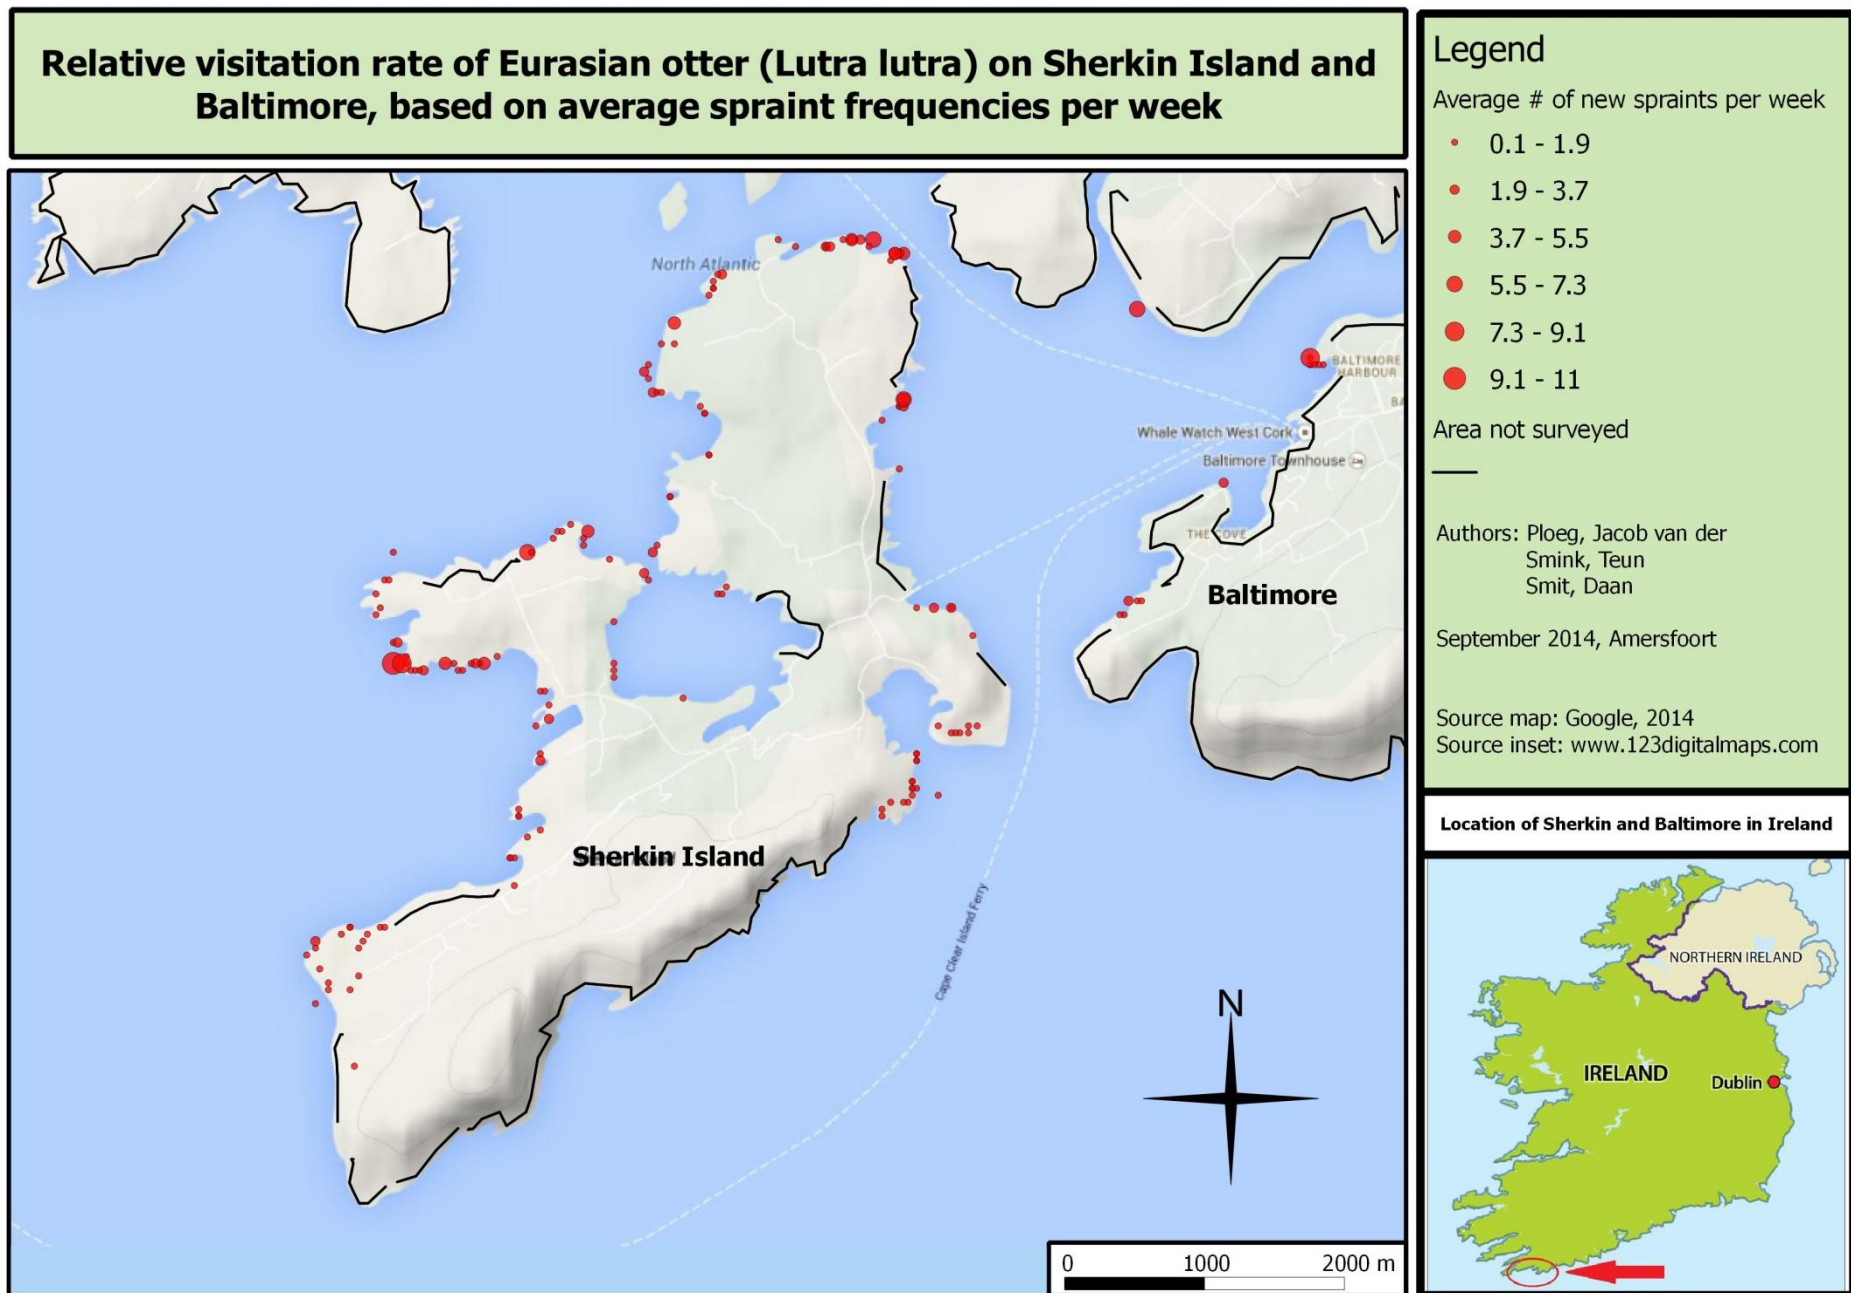 Relative visitation rate of Eurasian otter (Lutra lutra) on Sherkin Island and
Baltimore, based on average spraint frequencies per week
North Atlantic
BALTIMORE
HARBOUR
BA
Whale Watch West Cork
Baltimore Townhouse
THE COVE
Baltimore
Sherkin Island
Cape Clear Island Ferry
N
0 1000 2000 m
Legend
Average # of new spraints per week
0.1 - 1.9
1.9 - 3.7
3.7 - 5.5
5.5 - 7.3
7.3 - 9.1
9.1 - 11
Area not surveyed
Authors: Ploeg, Jacob van der
Smink, Teun
Smit, Daan
September 2014, Amersfoort
Source map: Google, 2014
Source inset: www.123digitalmaps.com
Location of Sherkin and Baltimore in Ireland
NORTHERN IRELAND
IRELAND
Dublin